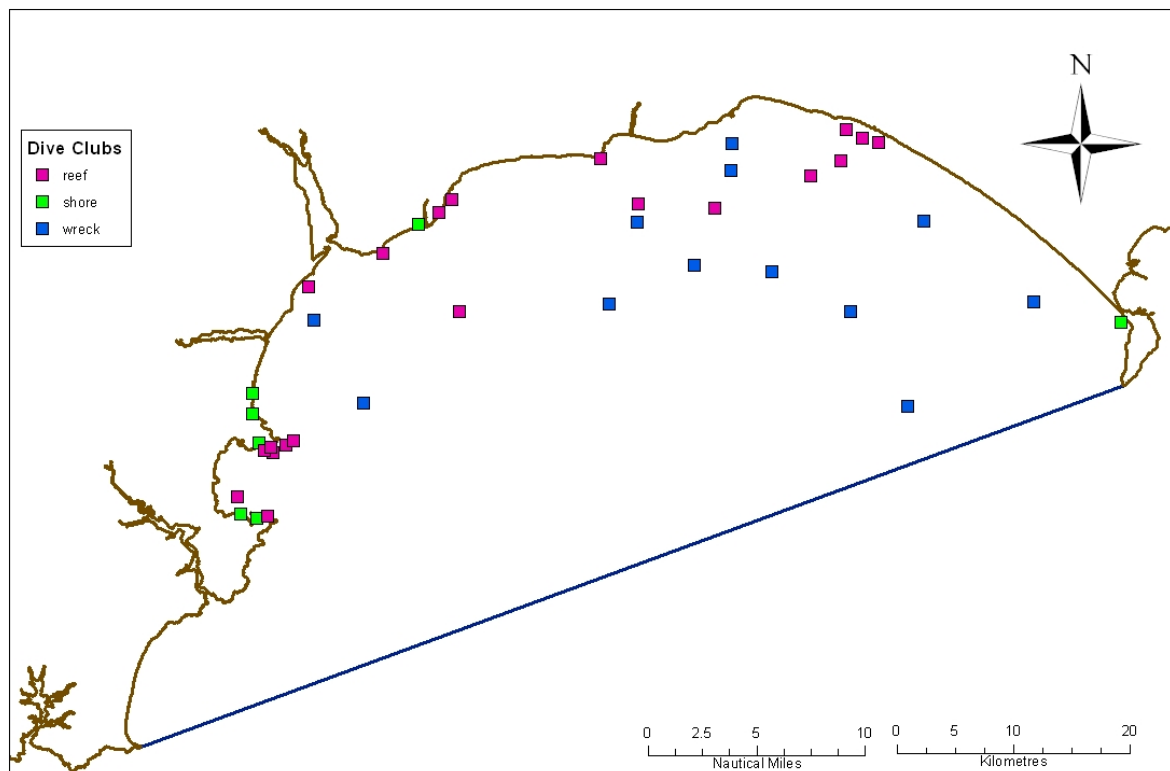 N
Dive Clubs
reef
shore
wreck
0 2.5 5 10
Nautical Miles
0 5 10 20
Kilometres